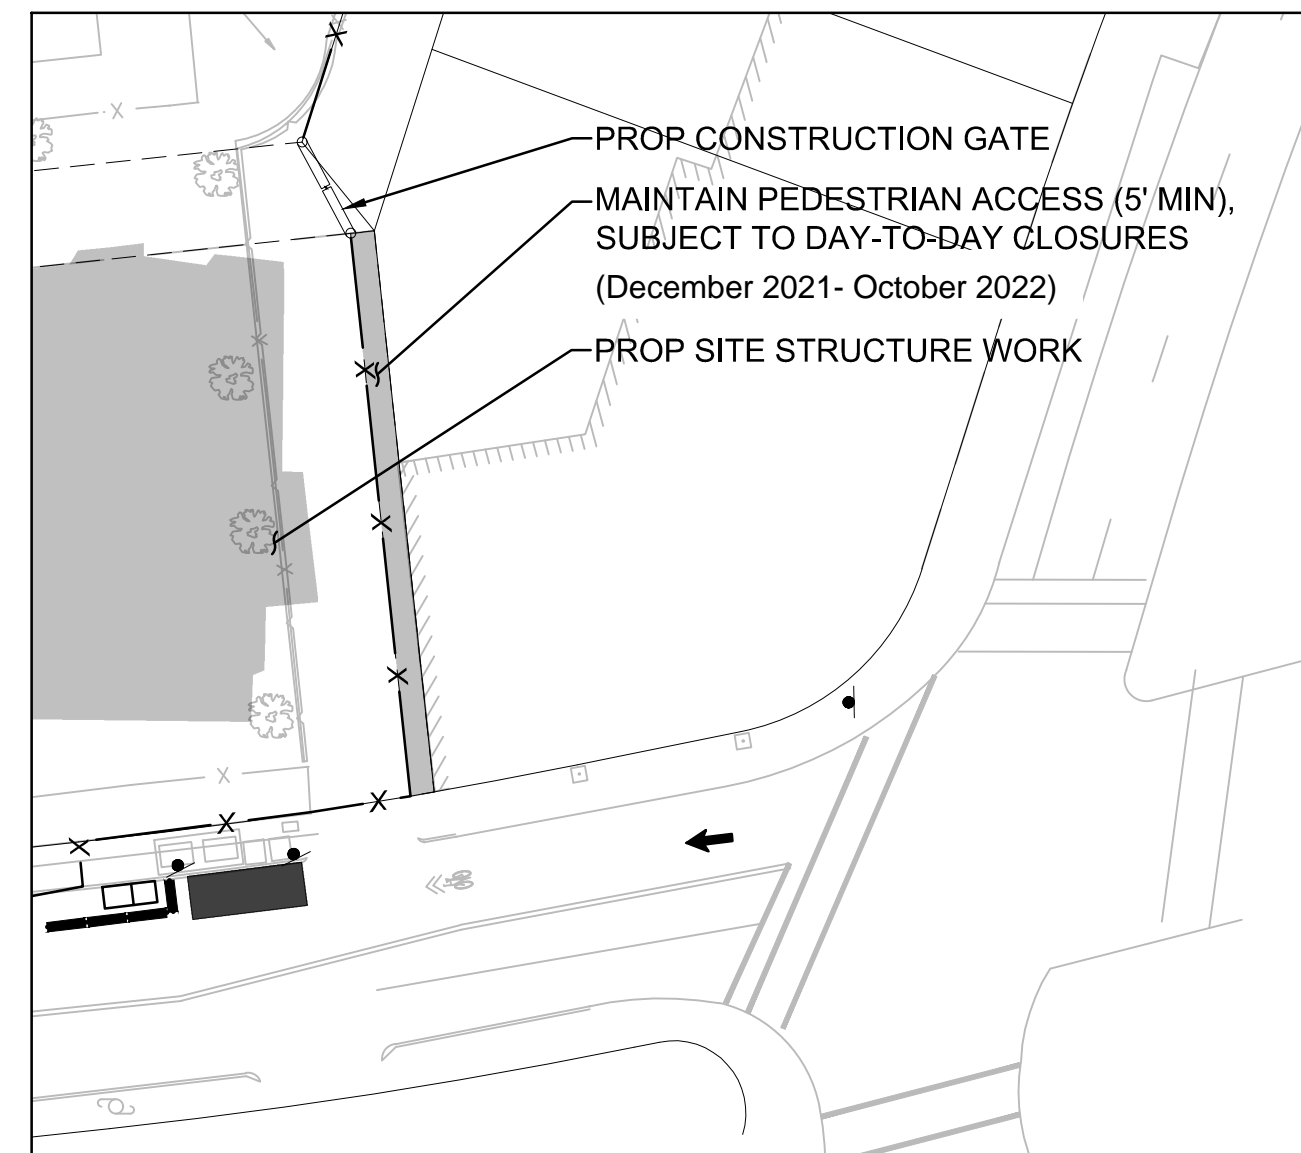 PROP CONSTRUCTION GATE
MAINTAIN PEDESTRIAN ACCESS (5' MIN),
SUBJECT TO DAY-TO-DAY CLOSURES
(December 2021- October 2022)
PROP SITE STRUCTURE WORK